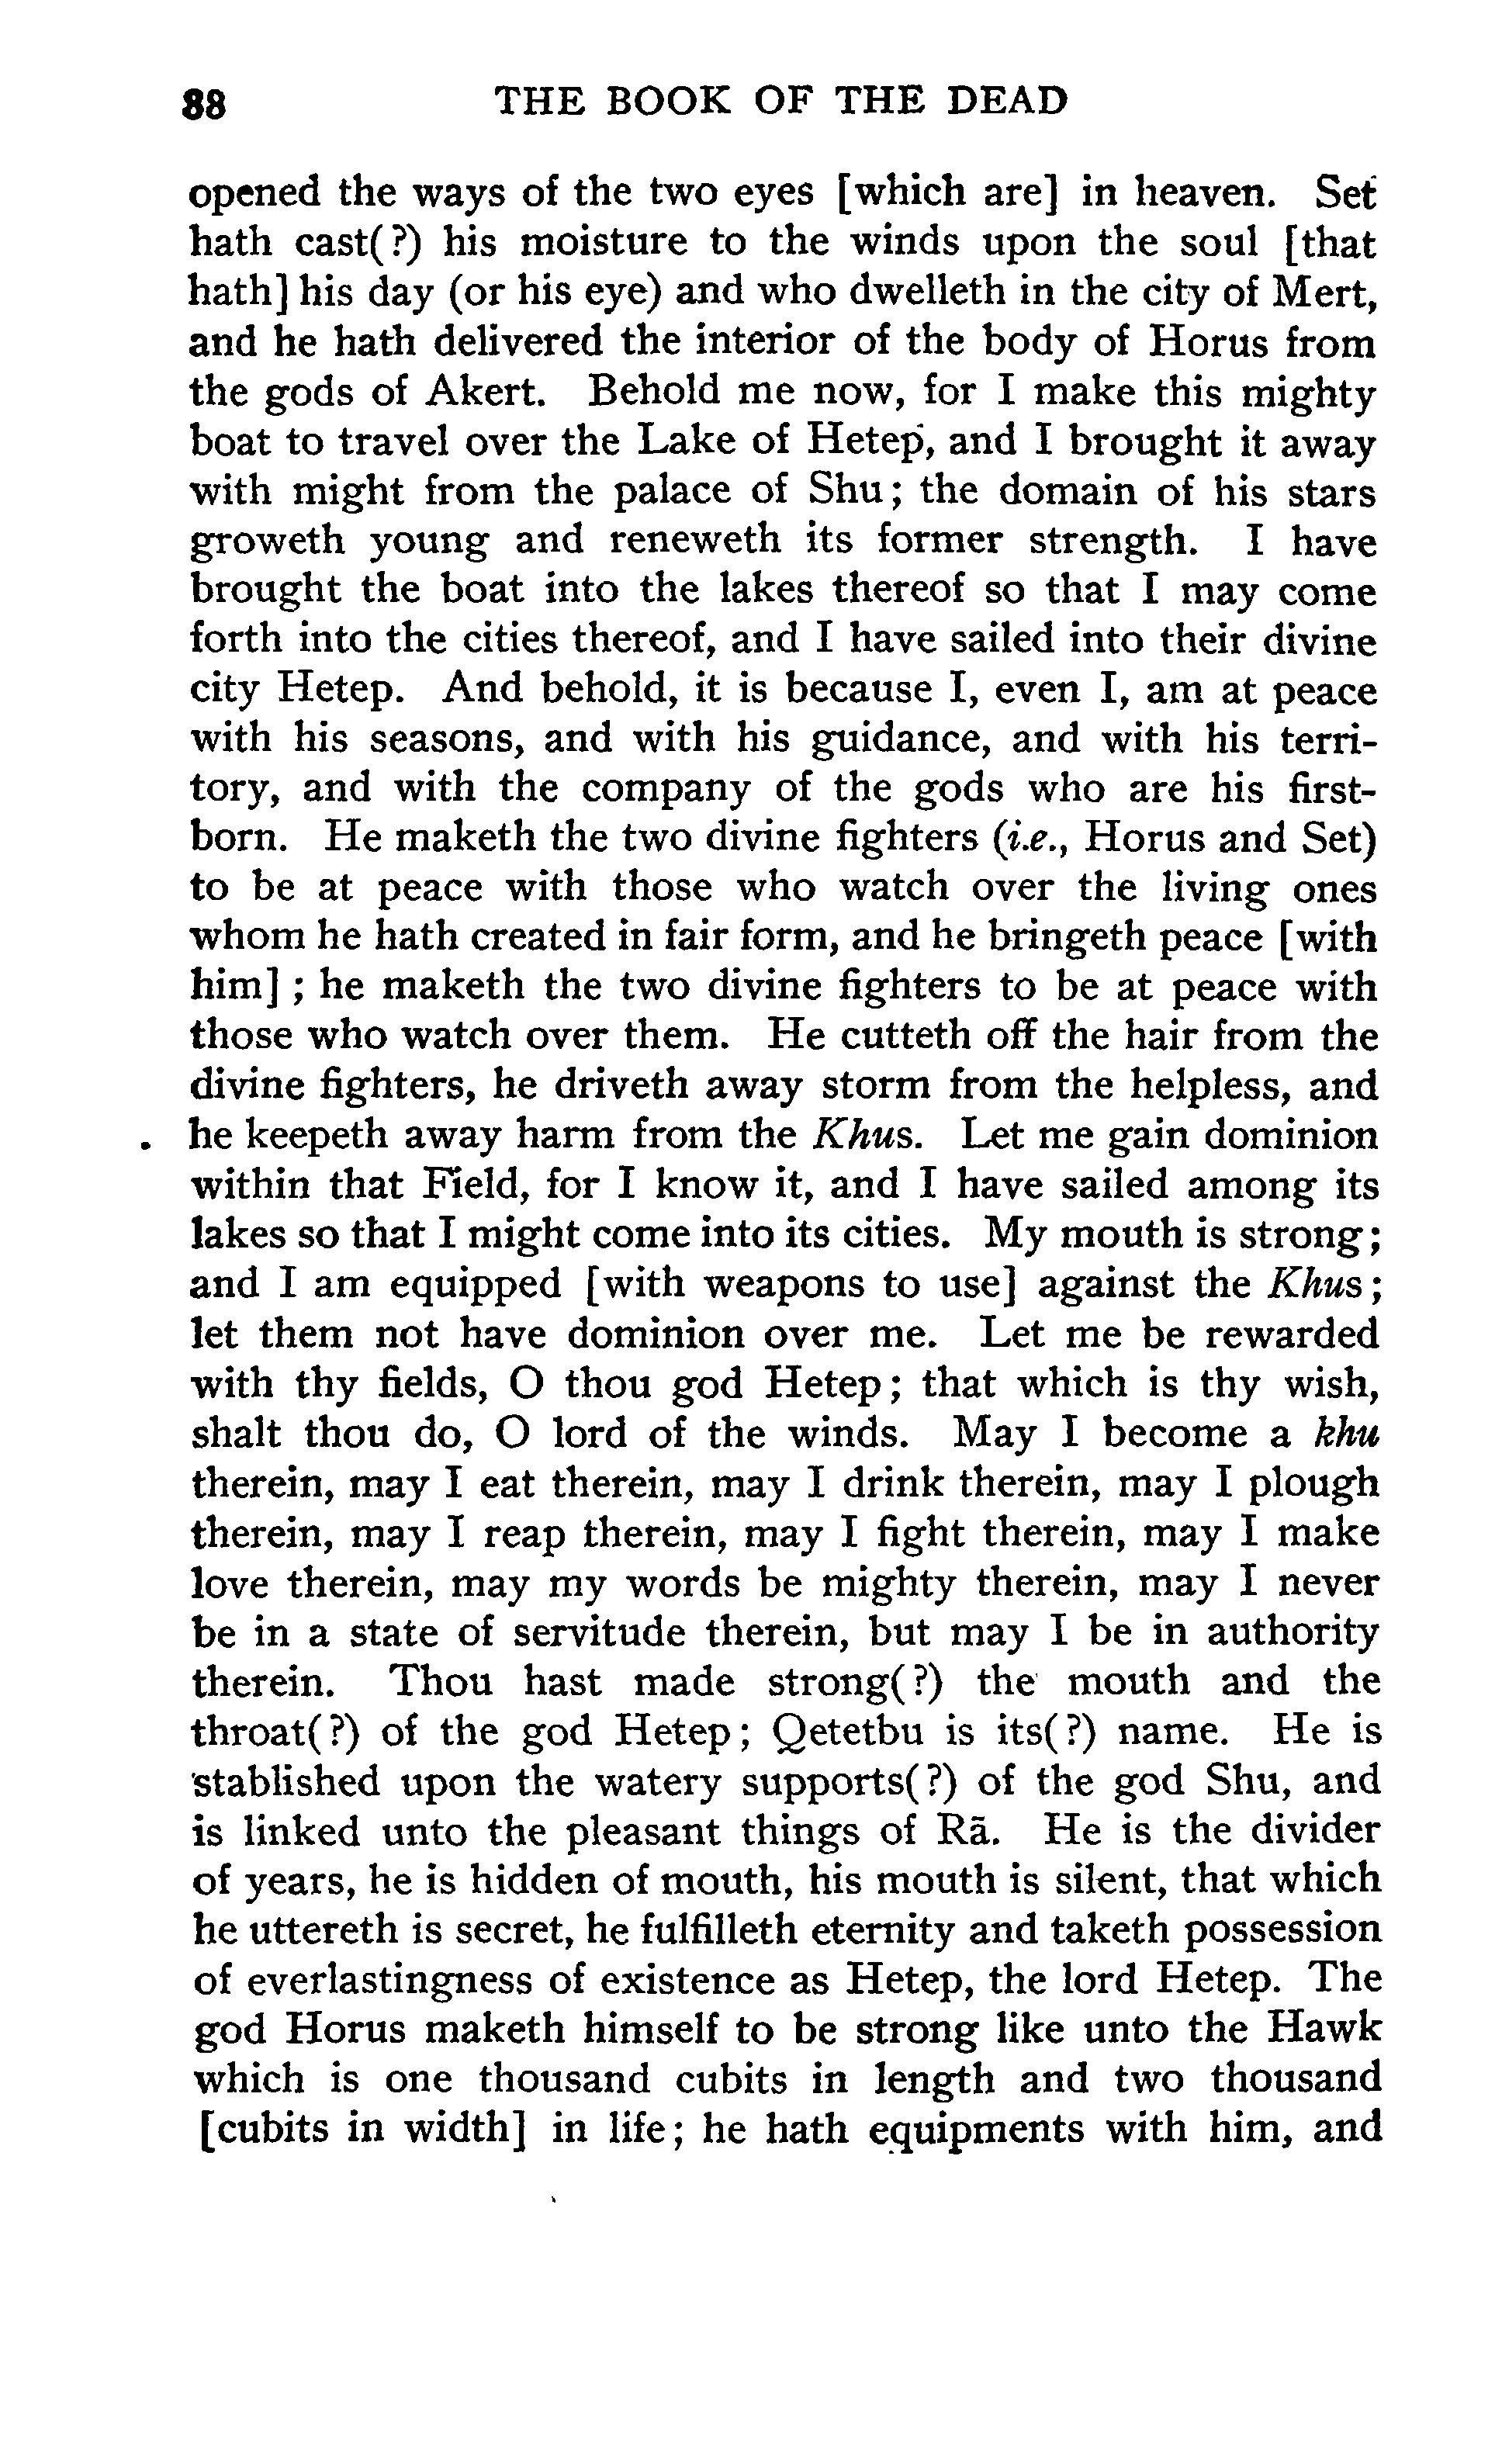 88 THE BOOK OF THE DEAD
opened the ways of the two eyes [which are] in heaven. Set
hath cast(?) his moisture to the winds upon the soul [that
hath] his day (or his eye) and who dwelleth in the city of Mert,
and he hath delivered the interior of the body of Horus from
the gods of Akert. Behold me now, for I make this mighty
boat to travel over the Lake of Hetep, and I brought it away
with might from the palace of Shu; the domain of his stars
groweth young and reneweth its former strength. I have
brought the boat into the lakes thereof so that I may come
forth into the cities thereof, and I have sailed into their divine
city Hetep. And behold, it is because I, even I, am at peace
with his seasons, and with his guidance, and with his terri-
tory, and with the company of the gods who are his first-
born. He maketh the two divine fighters (i.e., Horus and Set)
to be at peace with those who watch over the living ones
whom he hath created in fair form, and he bringeth peace [with
him]; he maketh the two divine fighters to be at peace with
those who watch over them. He cutteth off the hair from the
divine fighters, he driveth away storm from the helpless, and
he keepeth away harm from the Khus. Let me gain dominion
within that Field, for I know it, and I have sailed among its
lakes so that I might come into its cities. My mouth is strong;
and I am equipped [with weapons to use] against the Khus;
let them not have dominion over me. Let me be rewarded
with thy fields, O thou god Hetep; that which is thy wish,
shalt thou do, O lord of the winds. May I become a khu
therein, may I eat therein, may I drink therein, may I plough
therein, may I reap therein, may I fight therein, may I make
love therein, may my words be mighty therein, may I never
be in a state of servitude therein, but may I be in authority
therein. Thou hast made strong(?) the mouth and the
throat(?) of the god Hetep; Qetetbu is its(?) name. He is
'stablished upon the watery supports(?) of the god Shu, and
is linked unto the pleasant things of Rā. He is the divider
of years, he is hidden of mouth, his mouth is silent, that which
he uttereth is secret, he fulfilleth eternity and taketh possession
of everlastingness of existence as Hetep, the lord Hetep. The
god Horus maketh himself to be strong like unto the Hawk
which is one thousand cubits in length and two thousand
[cubits in width] in life; he hath equipments with him, and